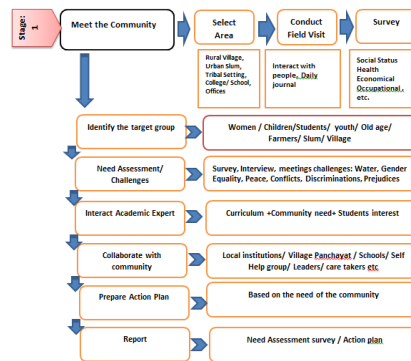 Stage:
1
Meet the Community
Select
Area
Conduct
Field Visit
Survey
Rural Village,
Urban Slum,
Tribal Setting,
College/ School,
Offices
Interact with
people, Daily
journal
Social Status
Health
Economical
Occupational ,
etc.
Identify the target group
Women / Children/Students/ youth/ Old age/
Farmers/ Slum/ Village
Need Assessment/
Challenges
Survey, Interview, meetings challenges: Water, Gender
Equality, Peace, Conflicts, Discriminations, Prejudices
Interact Academic Expert
Curriculum +Community need+ Students interest
Collaborate with
community
Local institutions/ Village Panchayat / Schools/ Self
Help group/ Leaders/ care takers etc
Prepare Action Plan
Based on the need of the community
Report
Need Assessment survey / Action plan